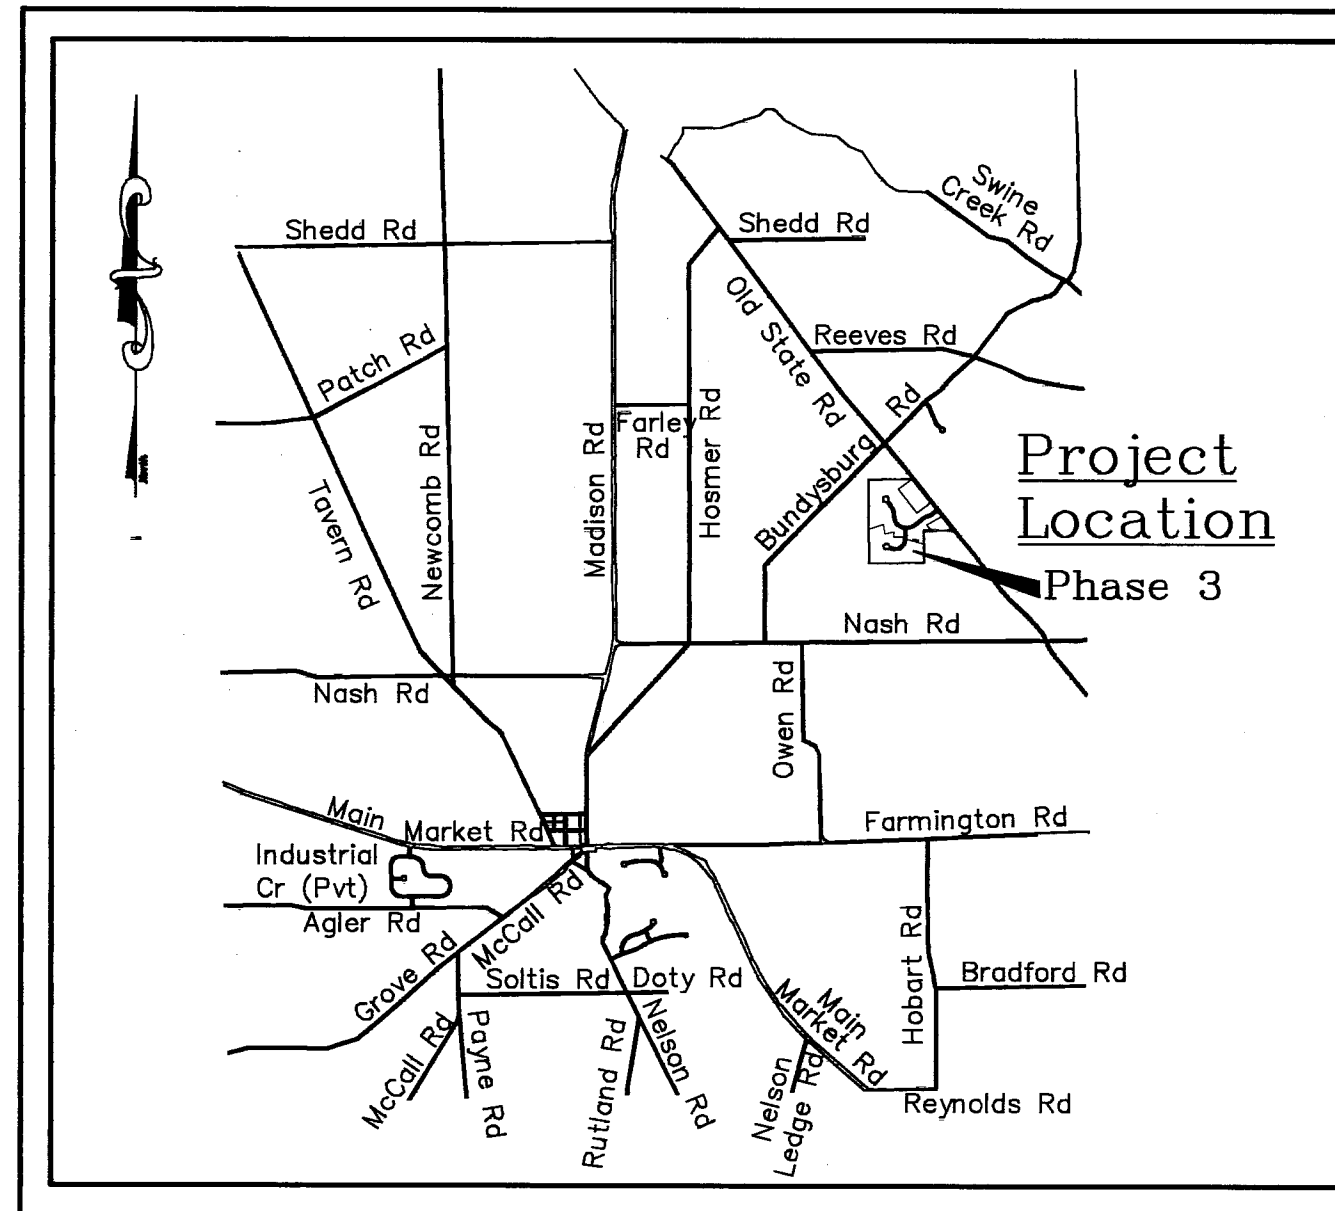 Swine
Creek Rd
Shedd Rd
Shedd Rd
Old State Rd
Reeves Rd
Patch Rd
Farley
Rd
Hosmer Rd
Madison Rd
Newcomb Rd
Tavern Rd
Bundysburg Rd
Project
Location
Phase 3
North
Nash Rd
Nash Rd
Owen Rd
Main
Market Rd
Farmington Rd
Industrial
Cr (Pvt)
Agler Rd
McCall Rd
Grove Rd
Soltis Rd
Doty Rd
Hobart Rd
Bradford Rd
Main
Market Rd
McCall Rd
Payne Rd
Rutland Rd
Nelson Rd
Nelson
Ledge Rd
Reynolds Rd